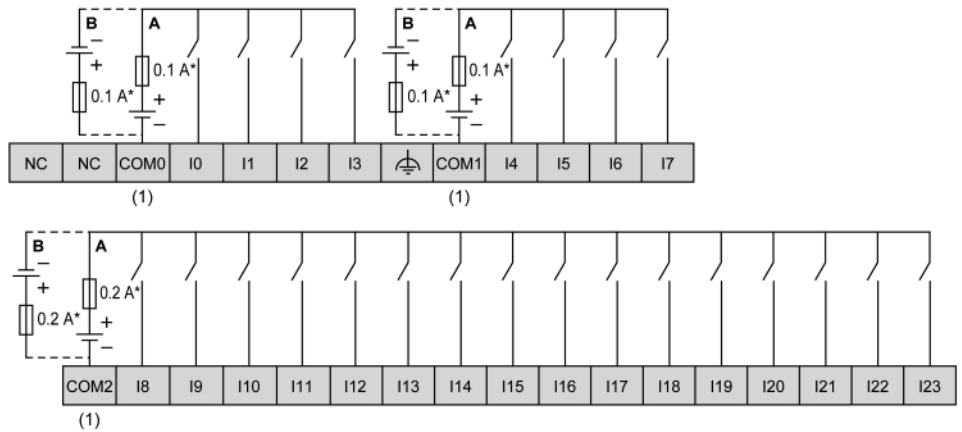 B A B A
− −
+ 0.1 A* + 0.1 A*
0.1 A* + 0.1 A* +
− −
NC NC COM0 I0 I1 I2 I3 COM1 I4 I5 I6 I7
(1) (1)
B A
−
+ 0.2 A*
0.2 A* +
−
COM2 I8 I9 I10 I11 I12 I13 I14 I15 I16 I17 I18 I19 I20 I21 I22 I23
(1)